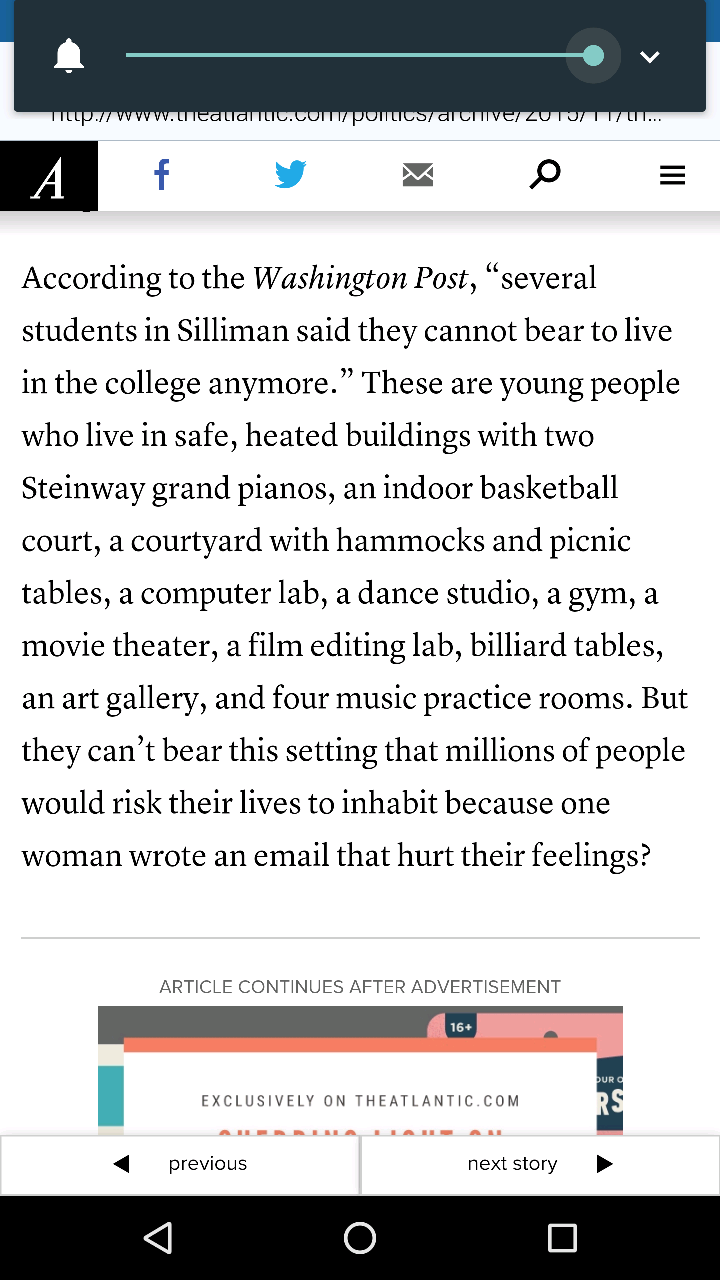 http://www.theatlantic.com/politics/archive/2015/11/th...
A
According to the Washington Post, “several
students in Silliman said they cannot bear to live
in the college anymore.” These are young people
who live in safe, heated buildings with two
Steinway grand pianos, an indoor basketball
court, a courtyard with hammocks and picnic
tables, a computer lab, a dance studio, a gym, a
movie theater, a film editing lab, billiard tables,
an art gallery, and four music practice rooms. But
they can’t bear this setting that millions of people
would risk their lives to inhabit because one
woman wrote an email that hurt their feelings?
ARTICLE CONTINUES AFTER ADVERTISEMENT
16+
EXCLUSIVELY ON THEATLANTIC.COM
previous
next story